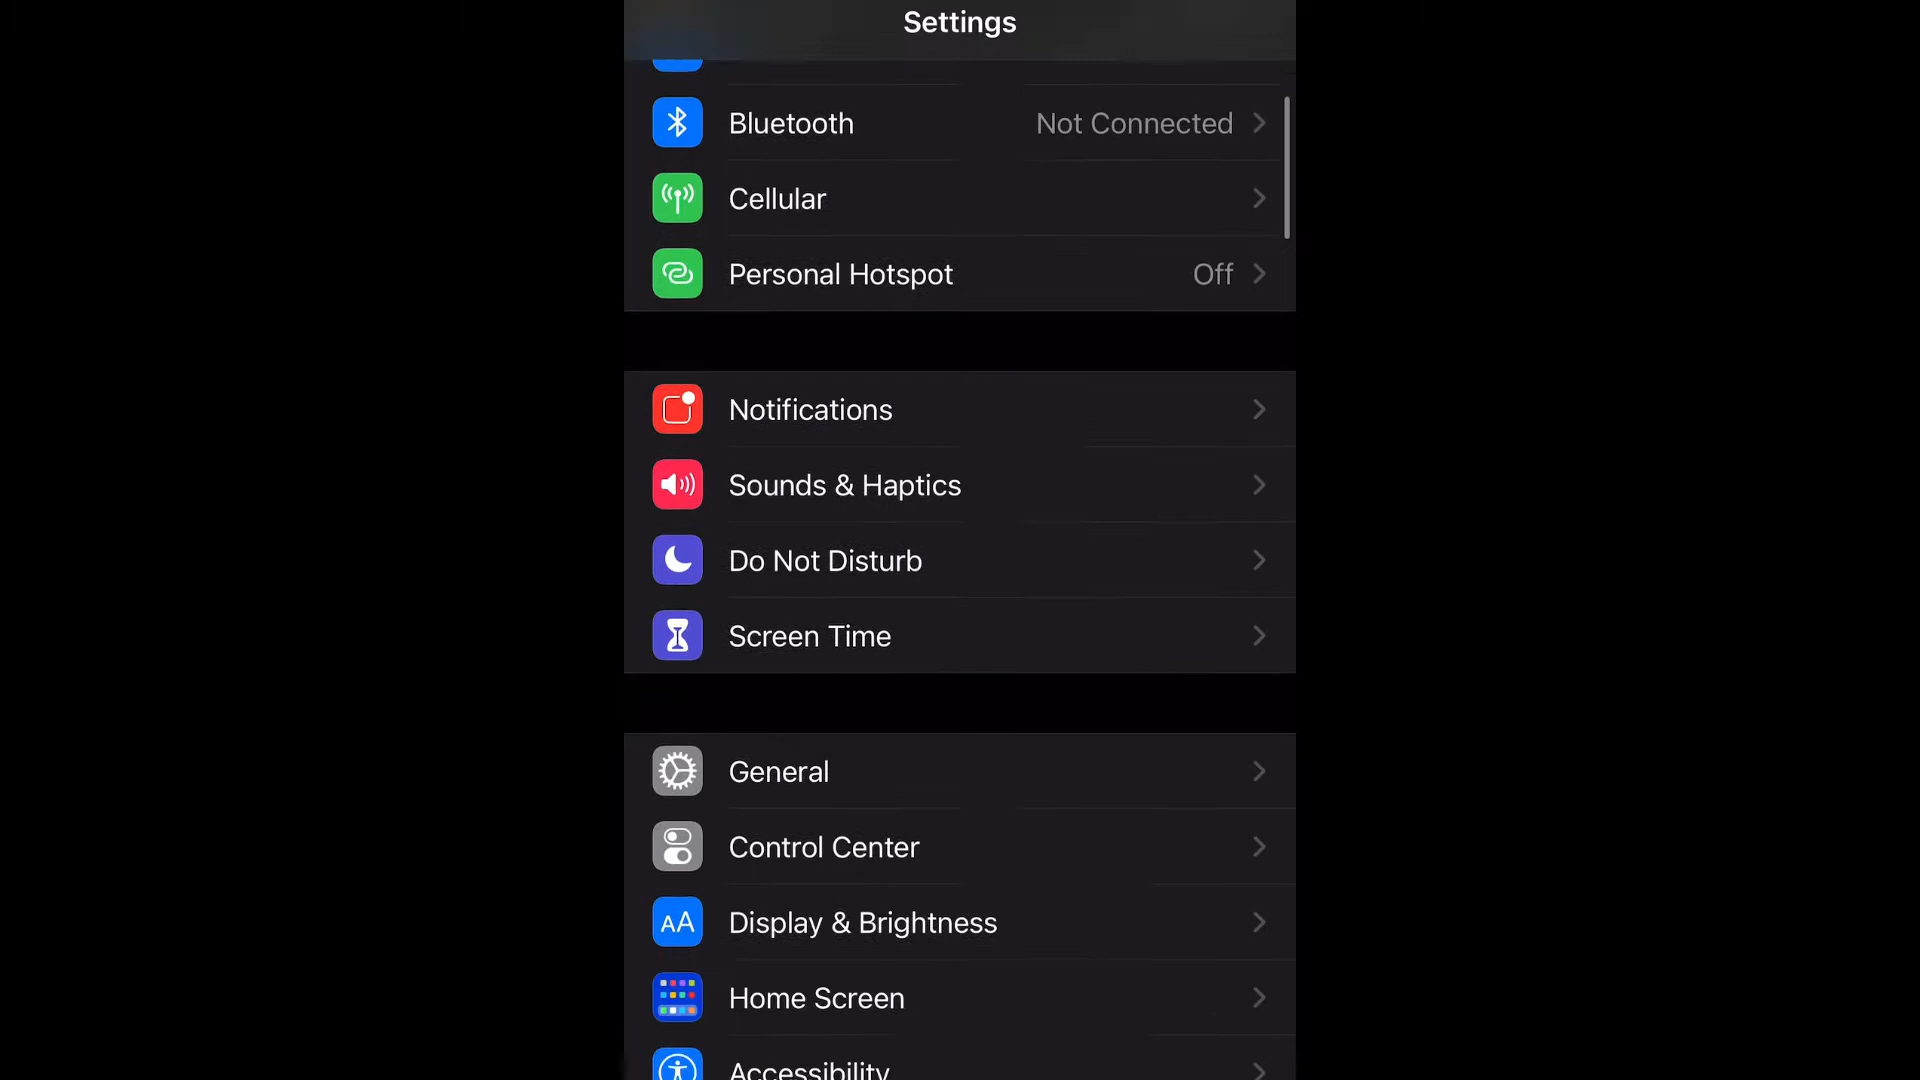 Settings
Bluetooth Not Connected
Cellular
Personal Hotspot Off
Notifications
Sounds & Haptics
Do Not Disturb
Screen Time
General
Control Center
AA Display & Brightness
Home Screen
Accessibility